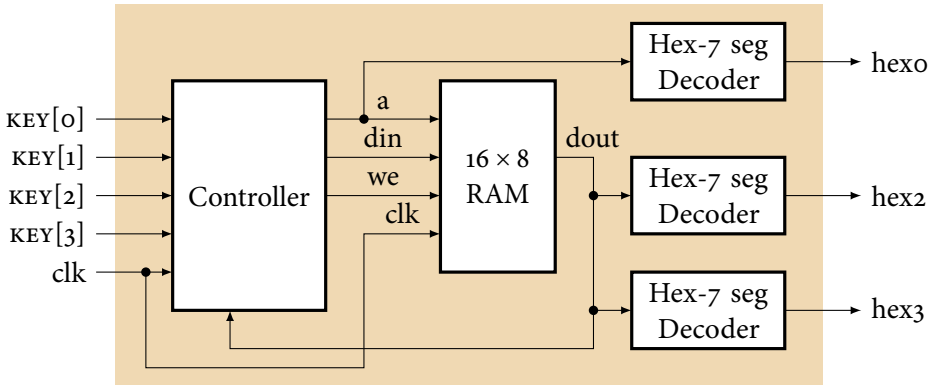 Hex-7 seg
Decoder
hex0
KEY[0]
KEY[1]
KEY[2]
KEY[3]
clk
Controller
a
din
we
clk
16 × 8
RAM
dout
Hex-7 seg
Decoder
hex2
Hex-7 seg
Decoder
hex3